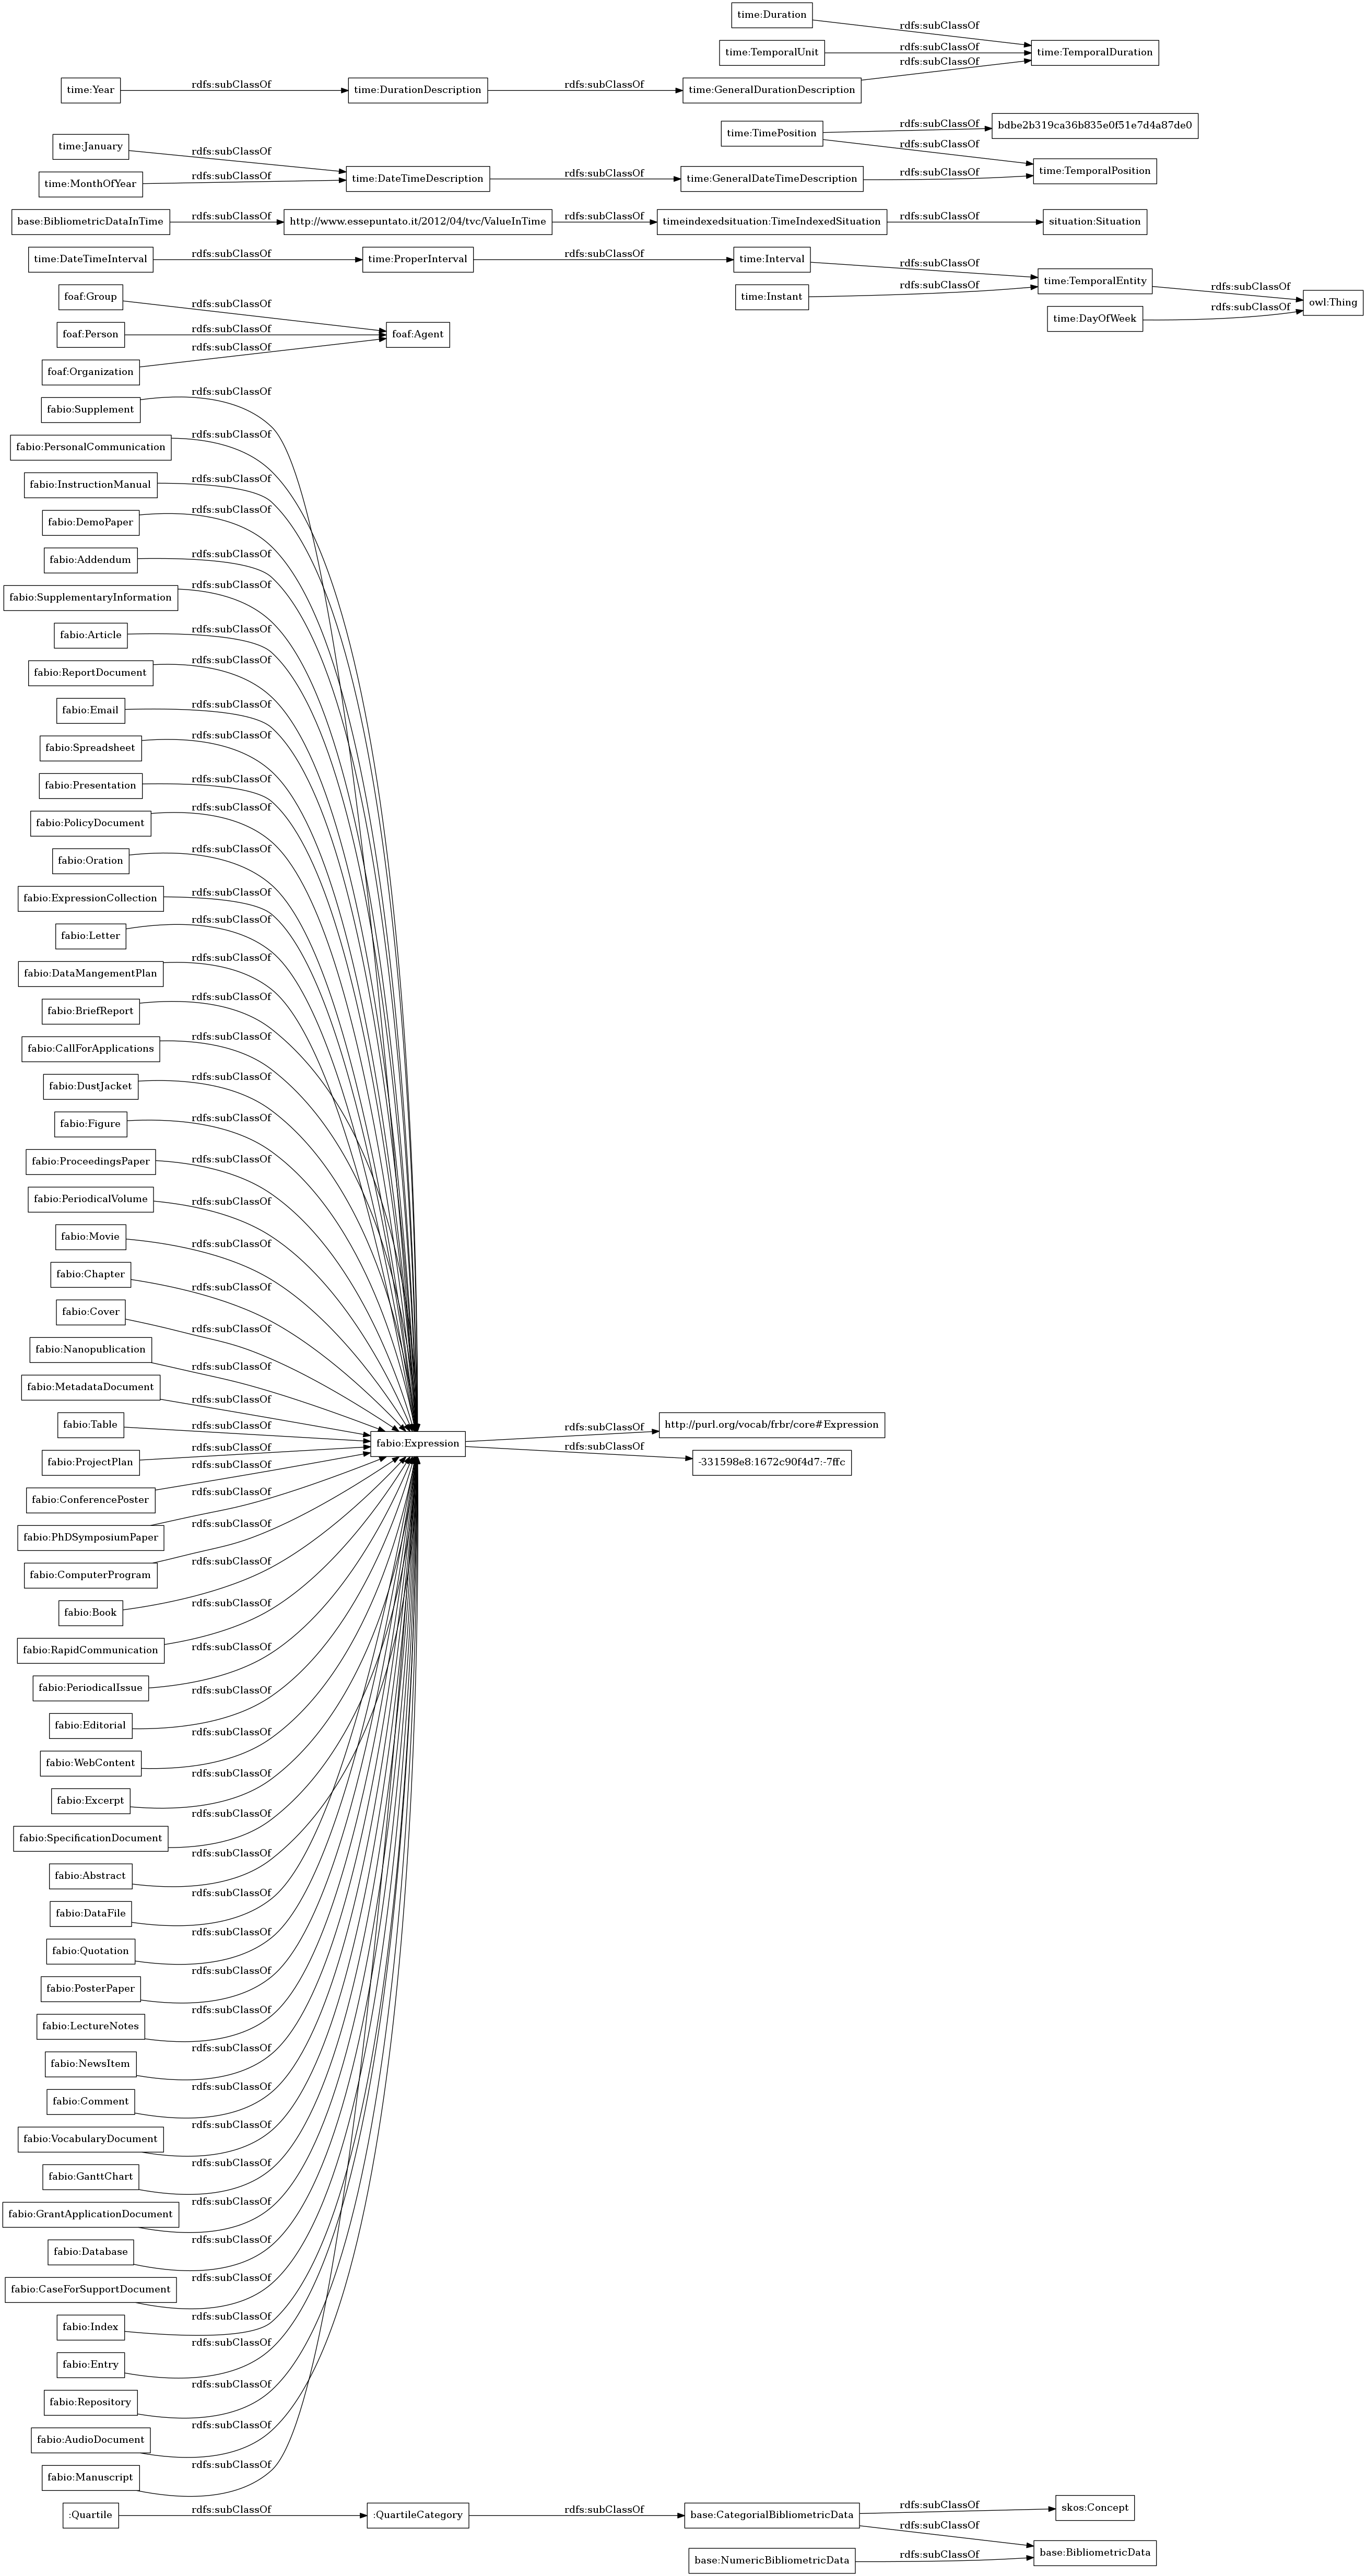 time:Duration
rdfs:subClassOf
time:TemporalUnit
rdfs:subClassOf
time:TemporalDuration
rdfs:subClassOf
time:Year
rdfs:subClassOf
time:DurationDescription
rdfs:subClassOf
time:GeneralDurationDescription
time:TimePosition
rdfs:subClassOf
bdbe2b319ca36b835e0f51e7d4a87de0
rdfs:subClassOf
time:January
rdfs:subClassOf
time:TemporalPosition
time:MonthOfYear
rdfs:subClassOf
time:DateTimeDescription
rdfs:subClassOf
time:GeneralDateTimeDescription
rdfs:subClassOf
base:BibliometricDataInTime
rdfs:subClassOf
http://www.essepuntato.it/2012/04/tvc/ValueInTime
rdfs:subClassOf
timeindexedsituation:TimeIndexedSituation
rdfs:subClassOf
situation:Situation
time:DateTimeInterval
rdfs:subClassOf
time:ProperInterval
rdfs:subClassOf
time:Interval
rdfs:subClassOf
time:Instant
rdfs:subClassOf
time:TemporalEntity
rdfs:subClassOf
owl:Thing
time:DayOfWeek
rdfs:subClassOf
foaf:Group
rdfs:subClassOf
foaf:Person
rdfs:subClassOf
foaf:Agent
foaf:Organization
rdfs:subClassOf
fabio:Supplement
rdfs:subClassOf
fabio:PersonalCommunication
rdfs:subClassOf
fabio:InstructionManual
rdfs:subClassOf
fabio:DemoPaper
rdfs:subClassOf
fabio:Addendum
rdfs:subClassOf
fabio:SupplementaryInformation
rdfs:subClassOf
fabio:Article
rdfs:subClassOf
fabio:ReportDocument
rdfs:subClassOf
fabio:Email
rdfs:subClassOf
fabio:Spreadsheet
rdfs:subClassOf
fabio:Presentation
rdfs:subClassOf
fabio:PolicyDocument
rdfs:subClassOf
fabio:Oration
rdfs:subClassOf
fabio:ExpressionCollection
rdfs:subClassOf
fabio:Letter
rdfs:subClassOf
fabio:DataMangementPlan
rdfs:subClassOf
fabio:BriefReport
rdfs:subClassOf
fabio:CallForApplications
rdfs:subClassOf
fabio:DustJacket
rdfs:subClassOf
fabio:Figure
rdfs:subClassOf
fabio:ProceedingsPaper
rdfs:subClassOf
fabio:PeriodicalVolume
rdfs:subClassOf
fabio:Movie
rdfs:subClassOf
fabio:Chapter
rdfs:subClassOf
fabio:Cover
rdfs:subClassOf
fabio:Nanopublication
rdfs:subClassOf
fabio:MetadataDocument
rdfs:subClassOf
fabio:Table
rdfs:subClassOf
fabio:Expression
rdfs:subClassOf
http://purl.org/vocab/frbr/core#Expression
rdfs:subClassOf
-331598e8:1672c90f4d7:-7ffc
fabio:ProjectPlan
rdfs:subClassOf
fabio:ConferencePoster
rdfs:subClassOf
fabio:PhDSymposiumPaper
rdfs:subClassOf
fabio:ComputerProgram
rdfs:subClassOf
fabio:Book
rdfs:subClassOf
fabio:RapidCommunication
rdfs:subClassOf
fabio:PeriodicalIssue
rdfs:subClassOf
fabio:Editorial
rdfs:subClassOf
fabio:WebContent
rdfs:subClassOf
fabio:Excerpt
rdfs:subClassOf
fabio:SpecificationDocument
rdfs:subClassOf
fabio:Abstract
rdfs:subClassOf
fabio:DataFile
rdfs:subClassOf
fabio:Quotation
rdfs:subClassOf
fabio:PosterPaper
rdfs:subClassOf
fabio:LectureNotes
rdfs:subClassOf
fabio:NewsItem
rdfs:subClassOf
fabio:Comment
rdfs:subClassOf
fabio:VocabularyDocument
rdfs:subClassOf
fabio:GanttChart
rdfs:subClassOf
fabio:GrantApplicationDocument
rdfs:subClassOf
fabio:Database
rdfs:subClassOf
fabio:CaseForSupportDocument
rdfs:subClassOf
fabio:Index
rdfs:subClassOf
fabio:Entry
rdfs:subClassOf
fabio:Repository
rdfs:subClassOf
fabio:AudioDocument
rdfs:subClassOf
fabio:Manuscript
rdfs:subClassOf
:Quartile
rdfs:subClassOf
:QuartileCategory
rdfs:subClassOf
base:CategorialBibliometricData
rdfs:subClassOf
skos:Concept
rdfs:subClassOf
base:BibliometricData
base:NumericBibliometricData
rdfs:subClassOf